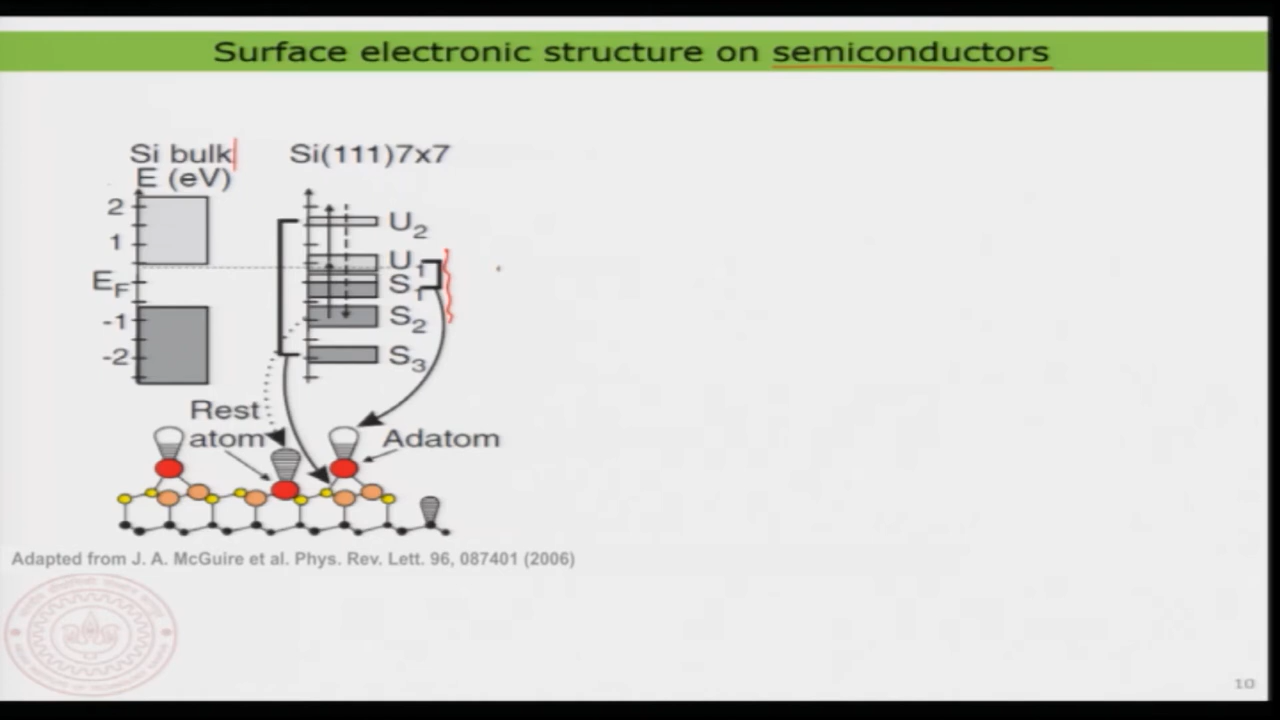 Surface electronic structure on semiconductors
Si bulk
E (eV)
Si(111)7x7
2
1
E_F
-1
-2
U₂
U₁
S₁
S₂
S₃
Rest
atom
Adatom
Adapted from J. A. McGuire et al. Phys. Rev. Lett. 96, 087401 (2006)
10